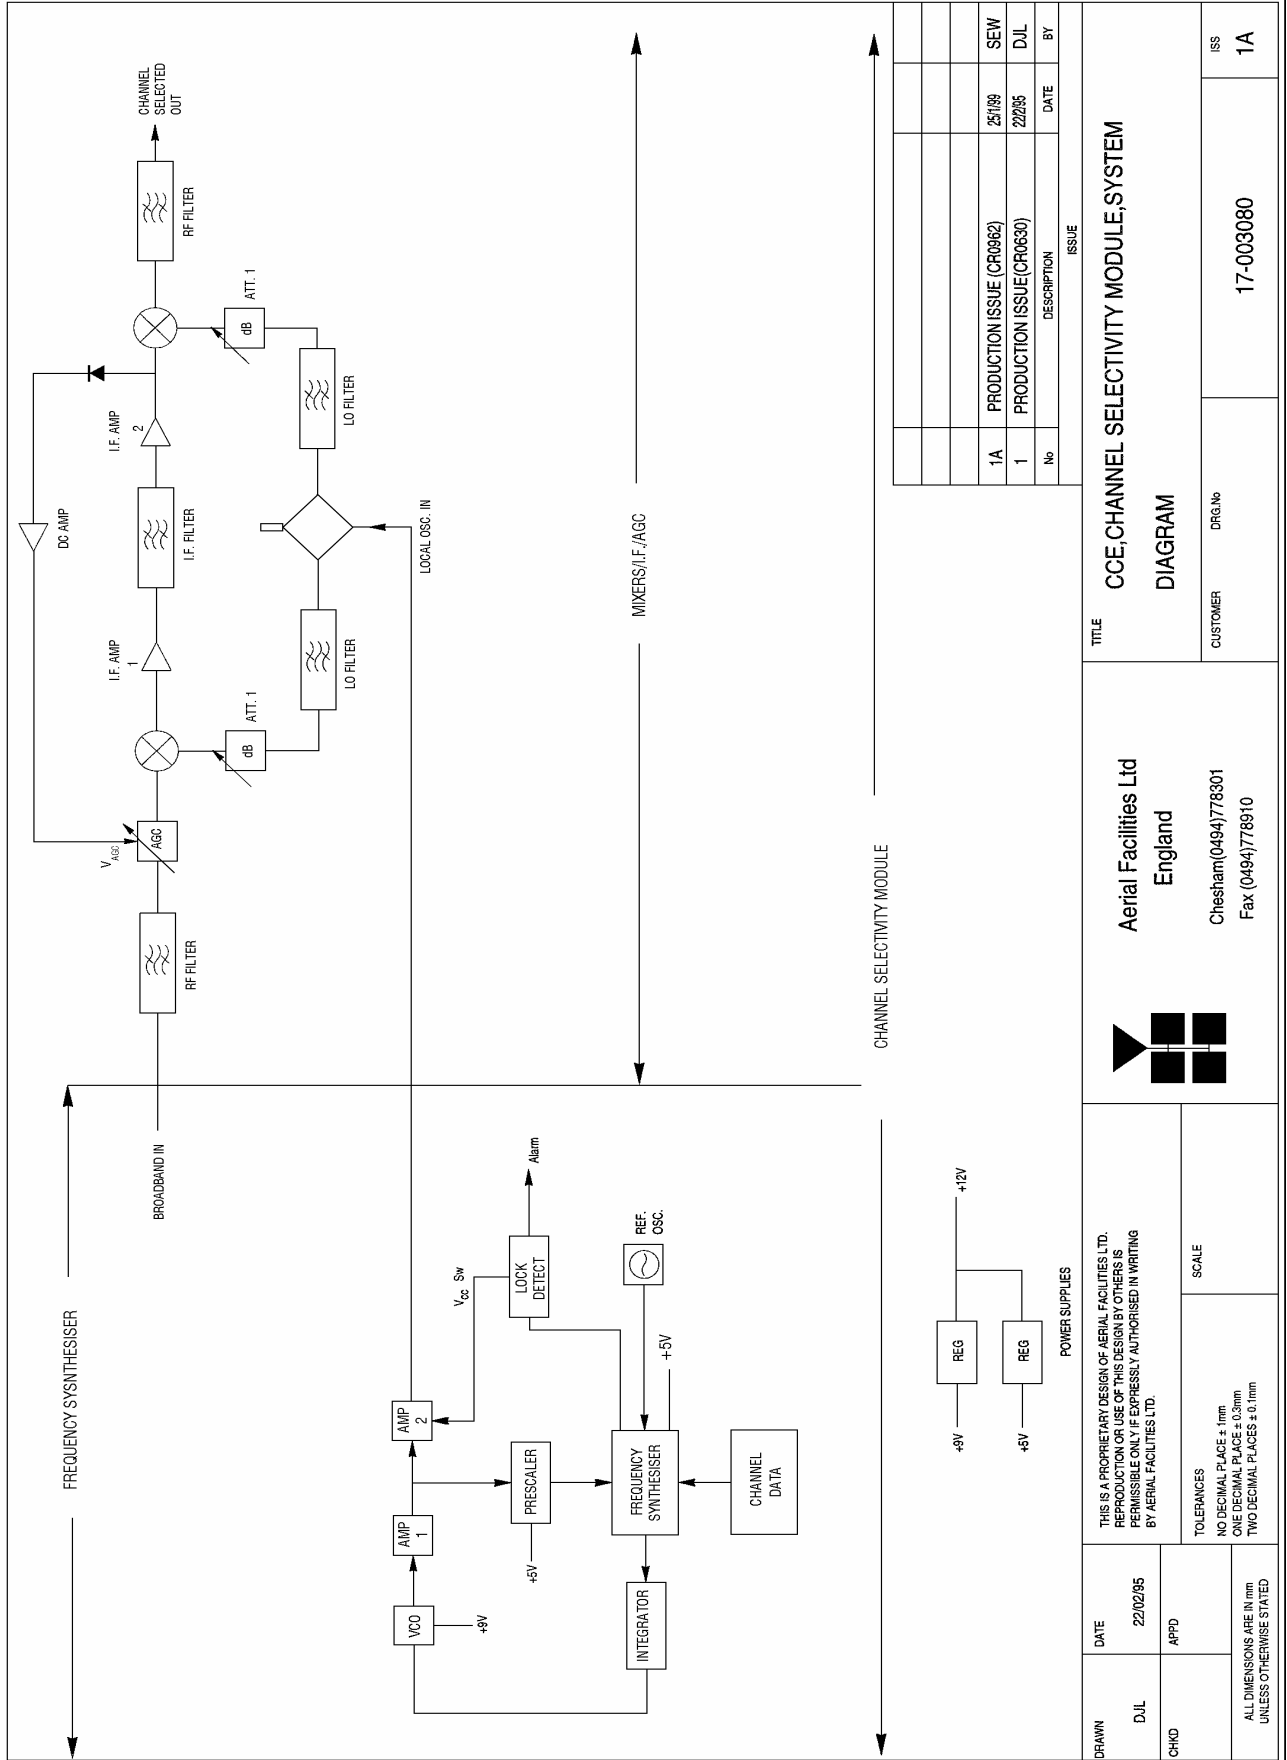 FREQUENCY SYSNTHESISER
BROADBAND IN
RF FILTER
V AGC
AGC
DC AMP
I.F. AMP
1
I.F. FILTER
I.F. AMP
2
RF FILTER
CHANNEL
SELECTED
OUT
dB
ATT. 1
dB
ATT. 1
LO FILTER
LO FILTER
LOCAL OSC. IN
VCO
+9V
AMP
1
AMP
2
Vcc Sw
LOCK
DETECT
Alarm
PRESCALER
+5V
INTEGRATOR
FREQUENCY
SYNTHESISER
+5V
REF.
OSC.
CHANNEL
DATA
MIXERS/I.F./AGC
CHANNEL SELECTIVITY MODULE
+9V
REG
+12V
+5V
REG
POWER SUPPLIES
1A PRODUCTION ISSUE (CR0962) 25/1/99 SEW
1 PRODUCTION ISSUE(CR0630) 22/2/95 DJL
No DESCRIPTION DATE BY
ISSUE
DRAWN
DJL
DATE
22/02/95
CHKD
APPD
ALL DIMENSIONS ARE IN mm
UNLESS OTHERWISE STATED
THIS IS A PROPRIETARY DESIGN OF AERIAL FACILITIES LTD.
REPRODUCTION OR USE OF THIS DESIGN BY OTHERS IS
PERMISSIBLE ONLY IF EXPRESSLY AUTHORISED IN WRITING
BY AERIAL FACILITIES LTD.
TOLERANCES
NO DECIMAL PLACE ± 1mm
ONE DECIMAL PLACE ± 0.3mm
TWO DECIMAL PLACES ± 0.1mm
SCALE
Aerial Facilities Ltd
England
Chesham(0494)778301
Fax (0494)778910
TITLE
CCE,CHANNEL SELECTIVITY MODULE,SYSTEM
DIAGRAM
CUSTOMER
DRG.No
17-003080
ISS
1A